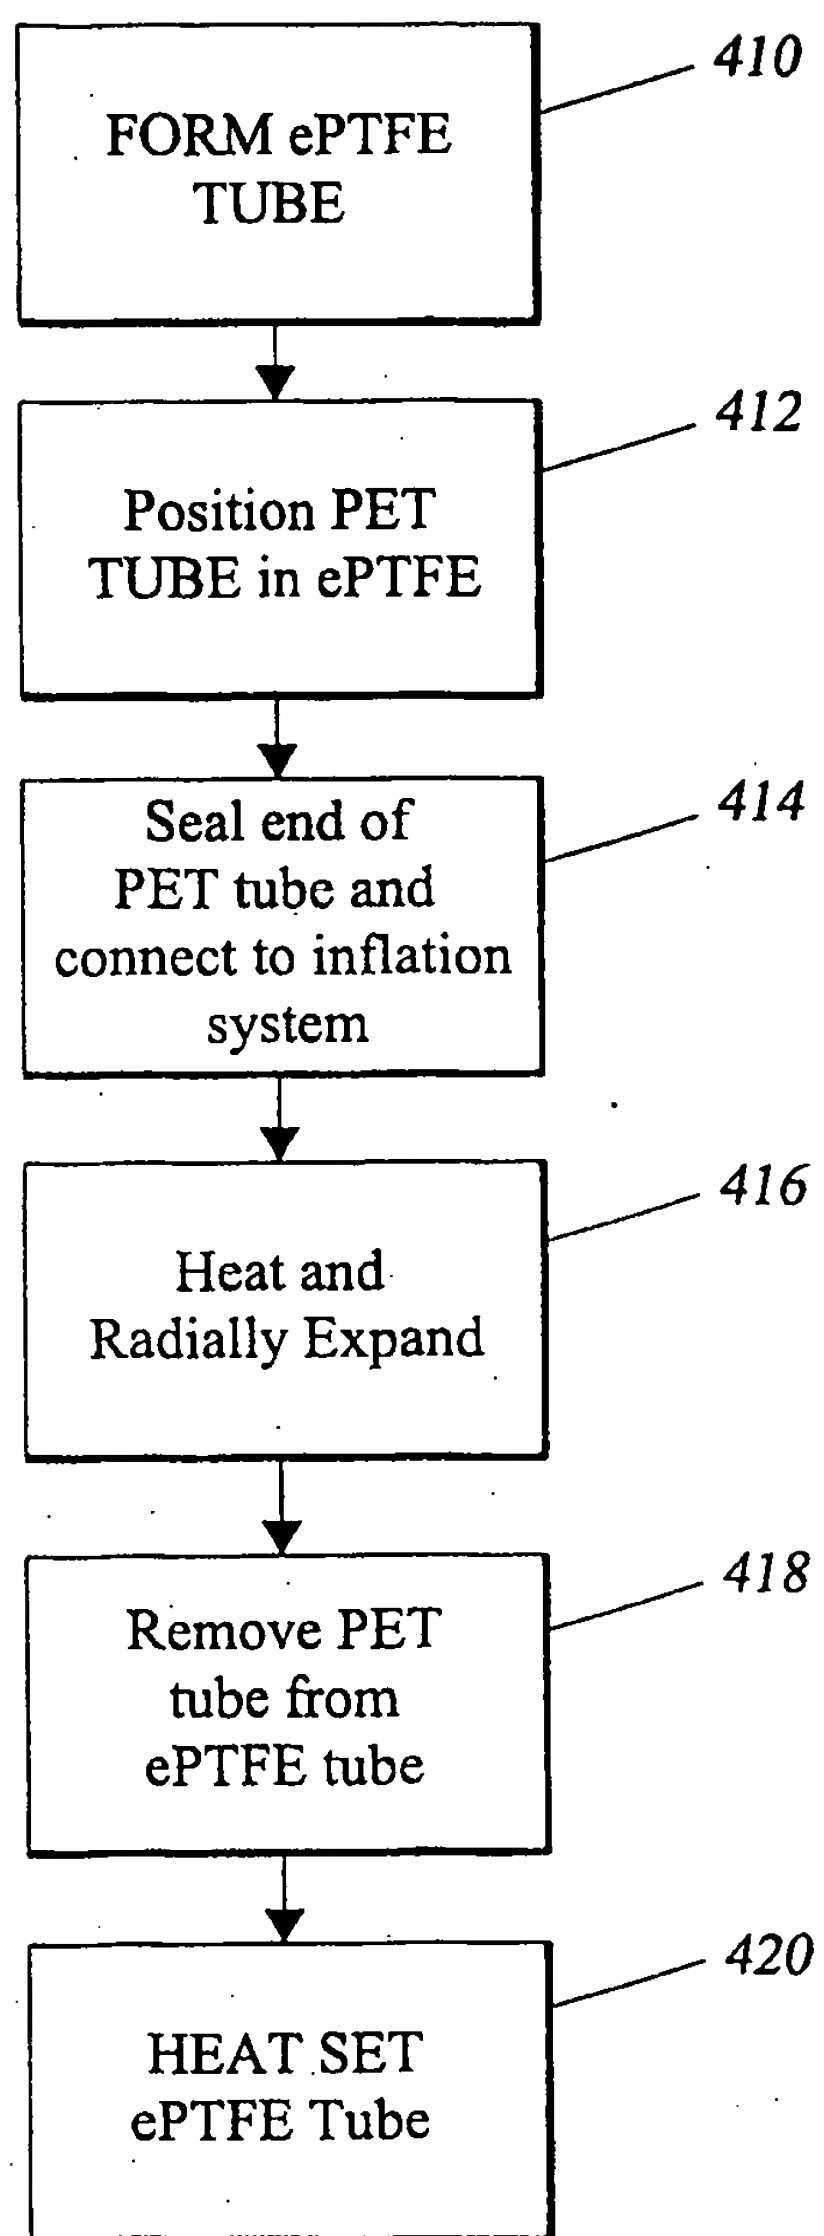 FORM ePTFE
TUBE
410
Position PET
TUBE in ePTFE
412
Seal end of
PET tube and
connect to inflation
system
414
Heat and
Radially Expand
416
Remove PET
tube from
ePTFE tube
418
HEAT SET
ePTFE Tube
420